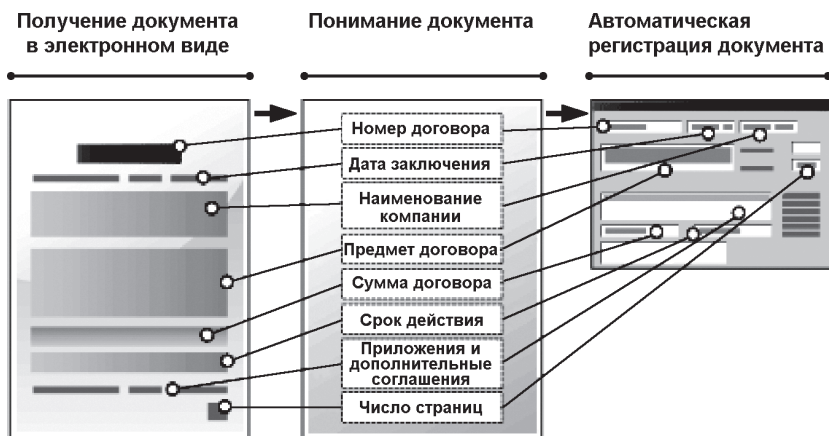 Получение документа
в электронном виде
Понимание документа
Автоматическая
регистрация документа
Номер договора
Дата заключения
Наименование
компании
Предмет договора
Сумма договора
Срок действия
Приложения и
дополнительные
соглашения
Число страниц